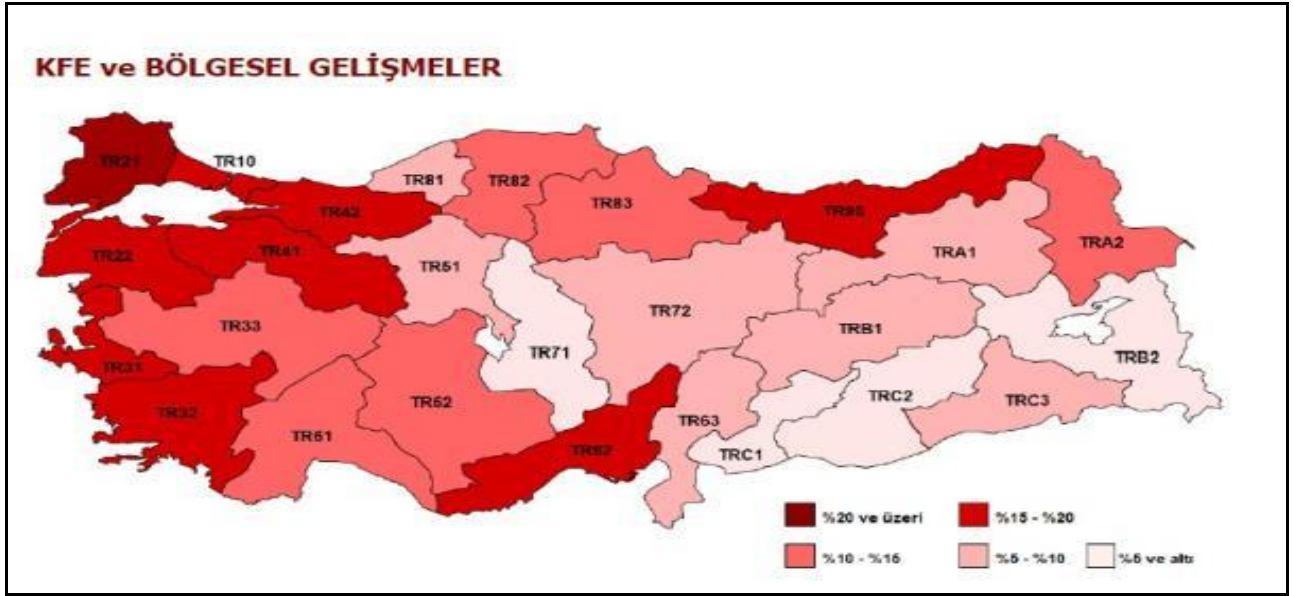 KFE ve BÖLGESEL GELİŞMELER
TR21
TR10
TR81
TR82
TR83
TR42
TR90
TRA2
TR22
TR41
TR51
TRA1
TR33
TR72
TRB1
TR71
TRB2
TR31
TR32
TR52
TR63
TRC2
TRC3
TR61
TR62
TRC1
%20 ve üzeri
%15 - %20
%10 - %15
%5 - %10
%5 ve altı